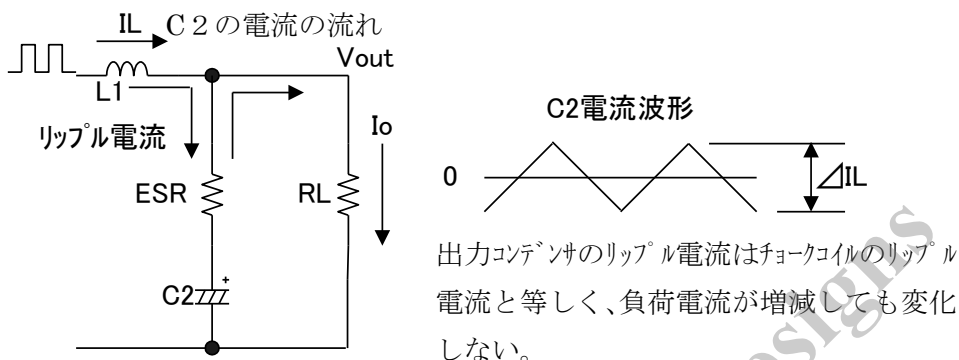 C2の電流の流れ
IL
Vout
L1
リップル電流
Io
ESR
RL
C2
+
C2電流波形
0
⊿IL
出力コンデンサのリップル電流はチョークコイルのリップル
電流と等しく、負荷電流が増減しても変化
しない。